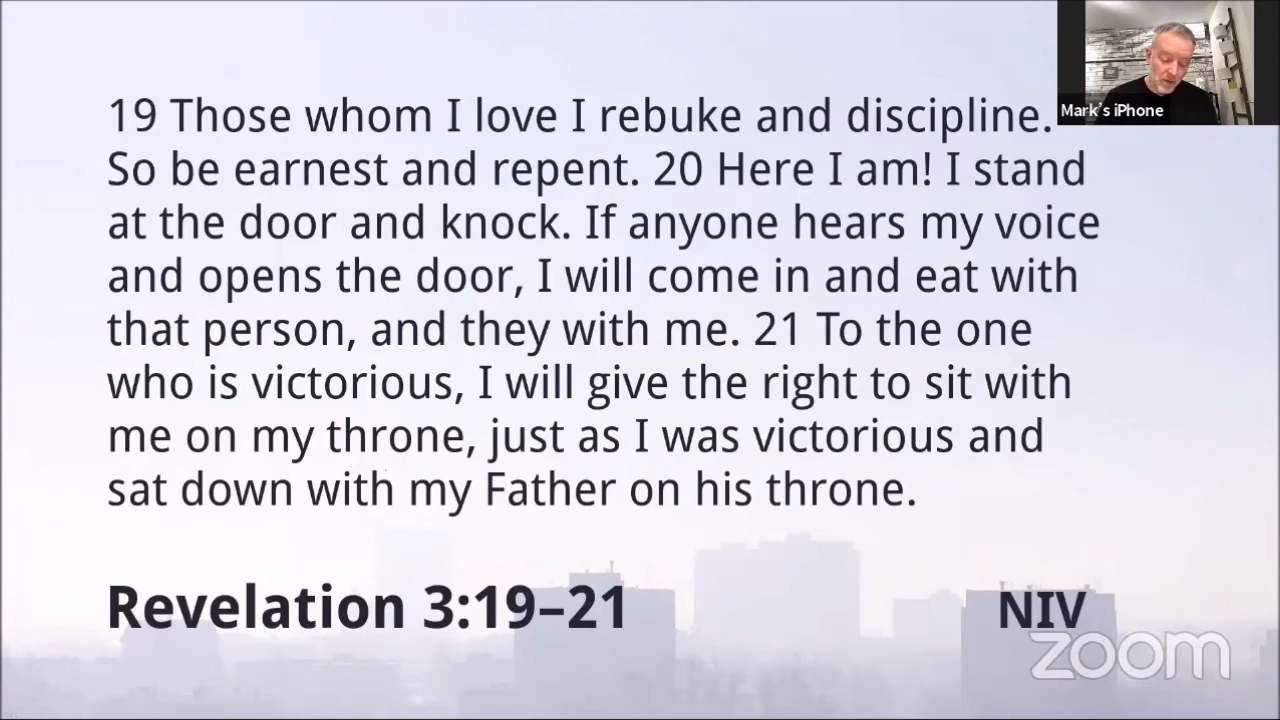 19 Those whom I love I rebuke and discipline.
So be earnest and repent. 20 Here I am! I stand
at the door and knock. If anyone hears my voice
and opens the door, I will come in and eat with
that person, and they with me. 21 To the one
who is victorious, I will give the right to sit with
me on my throne, just as I was victorious and
sat down with my Father on his throne.
Revelation 3:19–21
NIV
Mark's iPhone
zoom